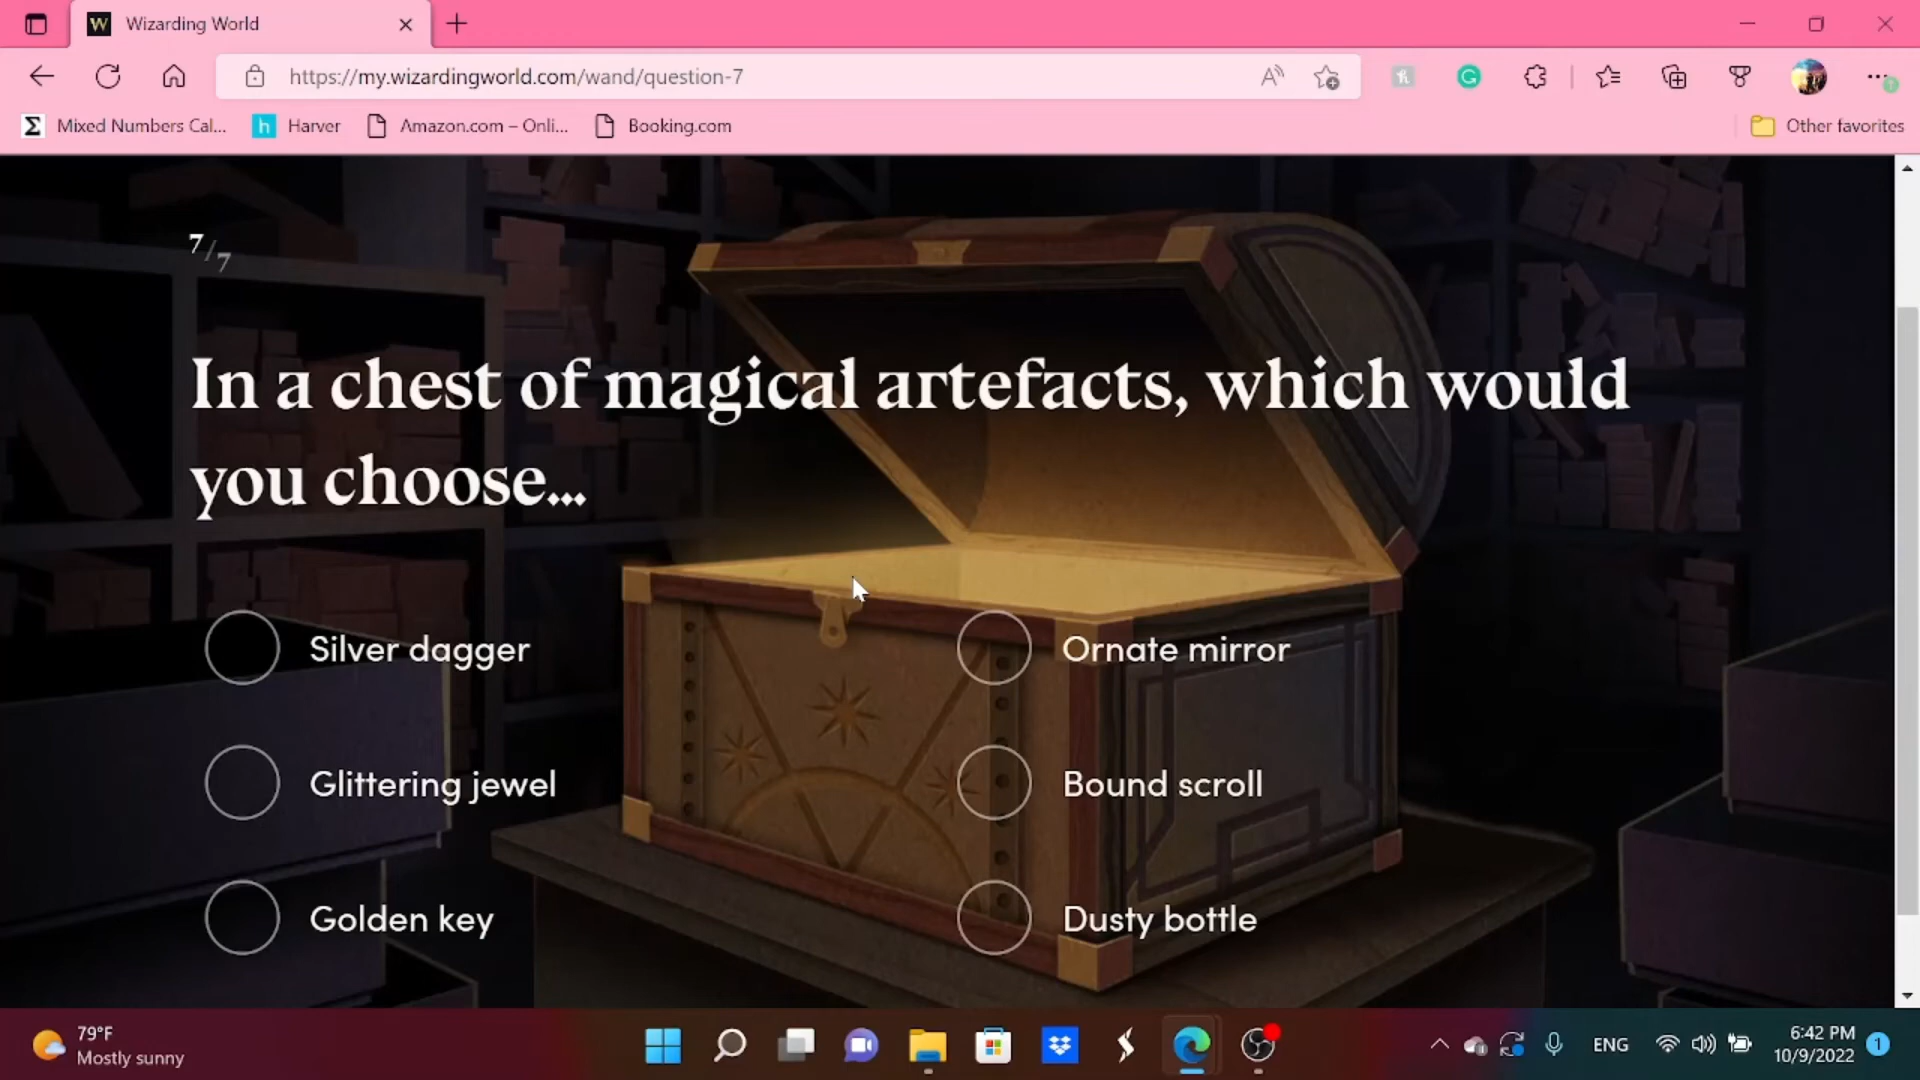 W Wizarding World
https://my.wizardingworld.com/wand/question-7
Mixed Numbers Cal...
h Harver
Amazon.com – Onli...
Booking.com
Other favorites
7/7
In a chest of magical artefacts, which would
you choose...
Silver dagger
Ornate mirror
Glittering jewel
Bound scroll
Golden key
Dusty bottle
79°F
Mostly sunny
ENG
6:42 PM
10/9/2022
1